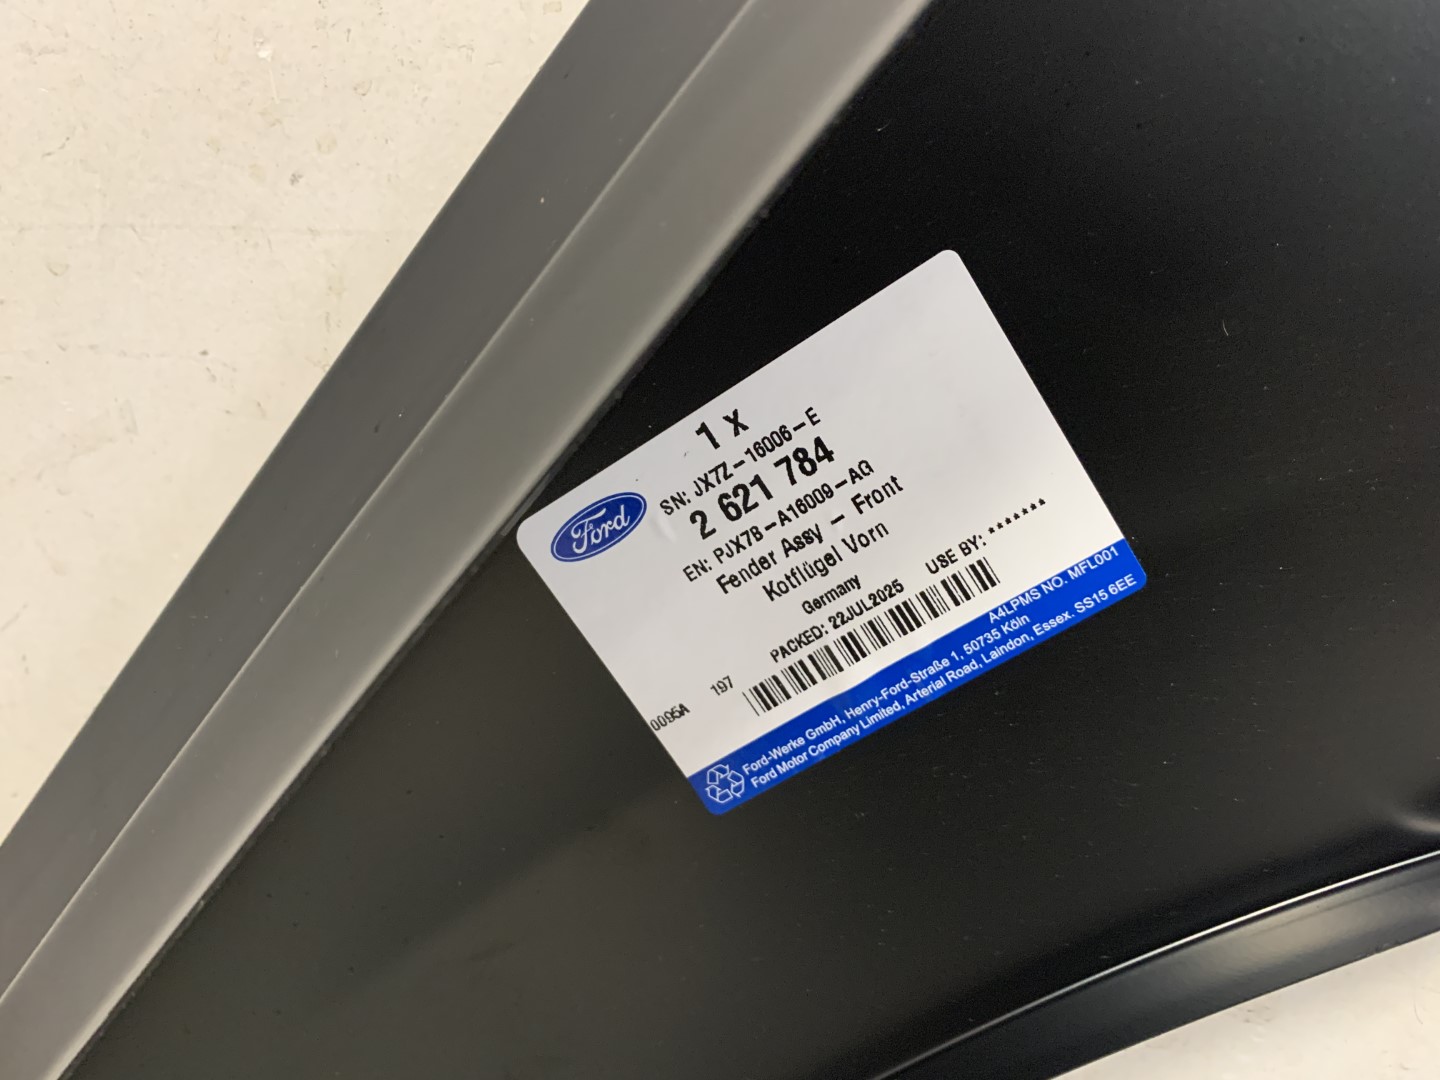 1 X
SN: JX7Z-16006-E
2 621 784
EN: PJX7B-A16009-AG
Fender Assy - Front
Kotflügel Vorn
Germany
PACKED: 22JUL2025 USE BY: *******
0095A 197
Ford
A4LPMS NO. MFL001
Ford-Werke GmbH, Henry-Ford-Straße 1, 50735 Köln
Ford Motor Company Limited, Arterial Road, Laindon, Essex. SS15 6EE